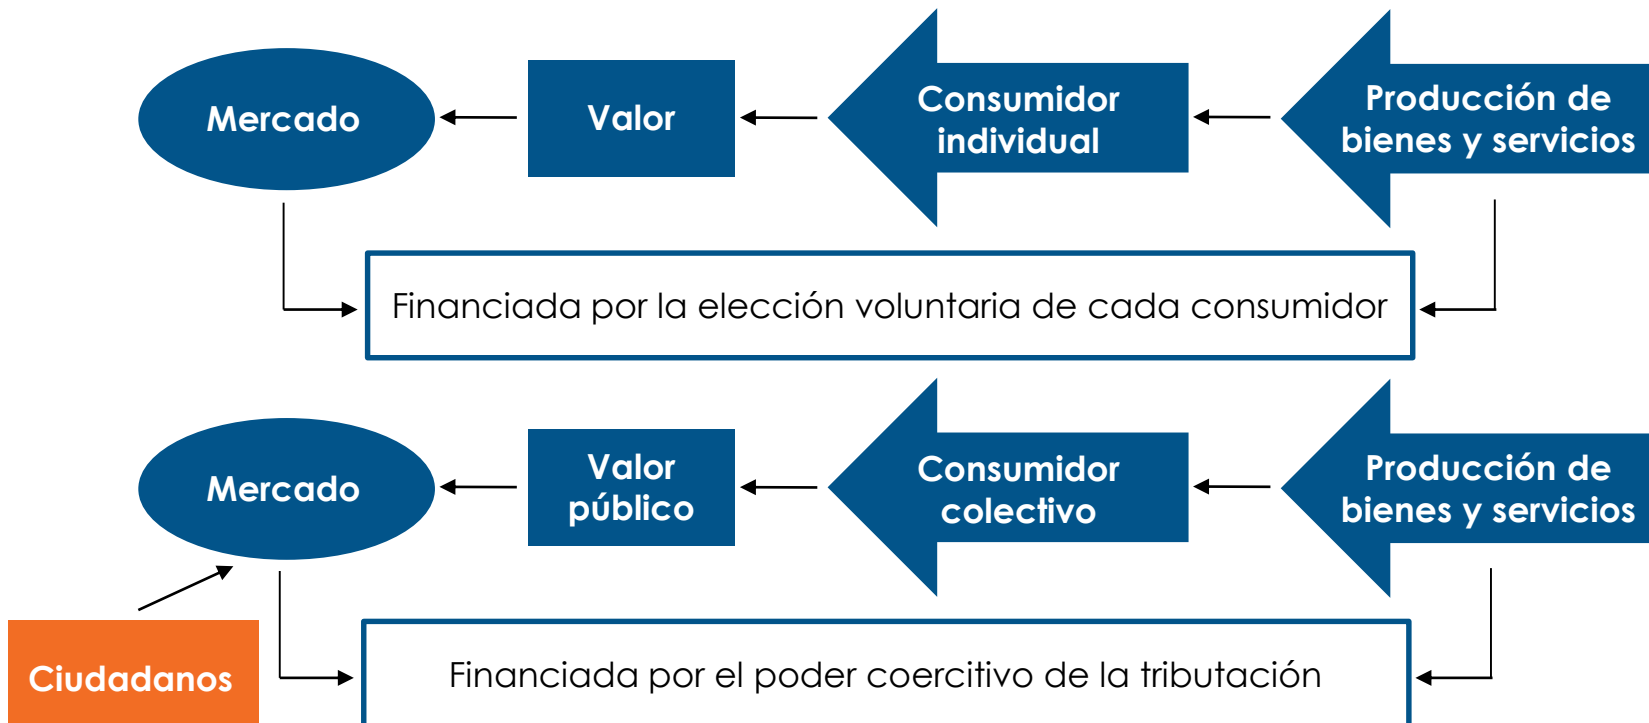 Mercado
Valor
Consumidor
individual
Producción de
bienes y servicios
Financiada por la elección voluntaria de cada consumidor
Mercado
Valor
público
Consumidor
colectivo
Producción de
bienes y servicios
Ciudadanos
Financiada por el poder coercitivo de la tributación